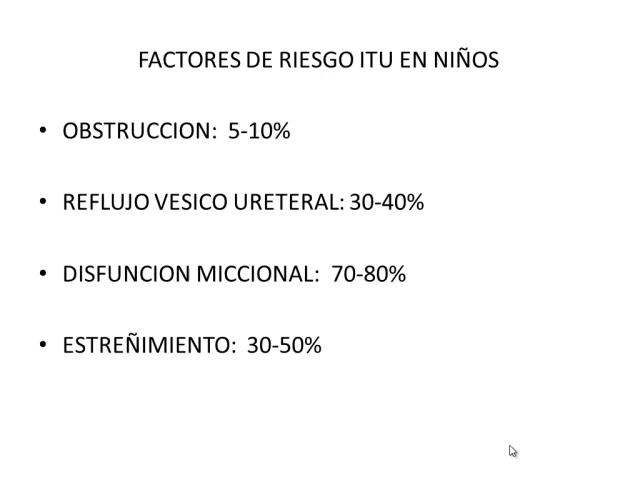 FACTORES DE RIESGO ITU EN NIÑOS
• OBSTRUCCION: 5-10%
• REFLUJO VESICO URETERAL: 30-40%
• DISFUNCION MICCIONAL: 70-80%
• ESTREÑIMIENTO: 30-50%